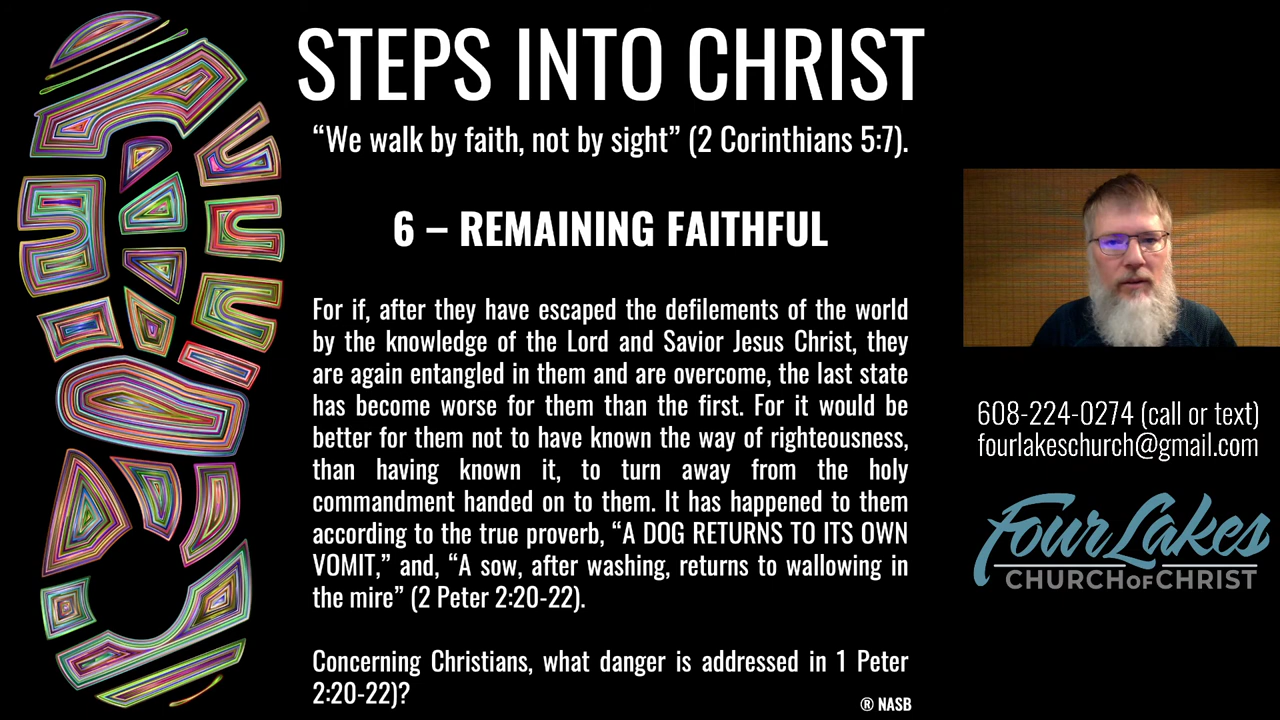 STEPS INTO CHRIST
“We walk by faith, not by sight” (2 Corinthians 5:7).
6 – REMAINING FAITHFUL
For if, after they have escaped the defilements of the world
by the knowledge of the Lord and Savior Jesus Christ, they
are again entangled in them and are overcome, the last state
has become worse for them than the first. For it would be
better for them not to have known the way of righteousness,
than having known it, to turn away from the holy
commandment handed on to them. It has happened to them
according to the true proverb, “A DOG RETURNS TO ITS OWN
VOMIT,” and, “A sow, after washing, returns to wallowing in
the mire” (2 Peter 2:20-22).
Concerning Christians, what danger is addressed in 1 Peter
2:20-22)?
® NASB
608-224-0274 (call or text)
fourlakeschurch@gmail.com
Four Lakes
CHURCH OF CHRIST